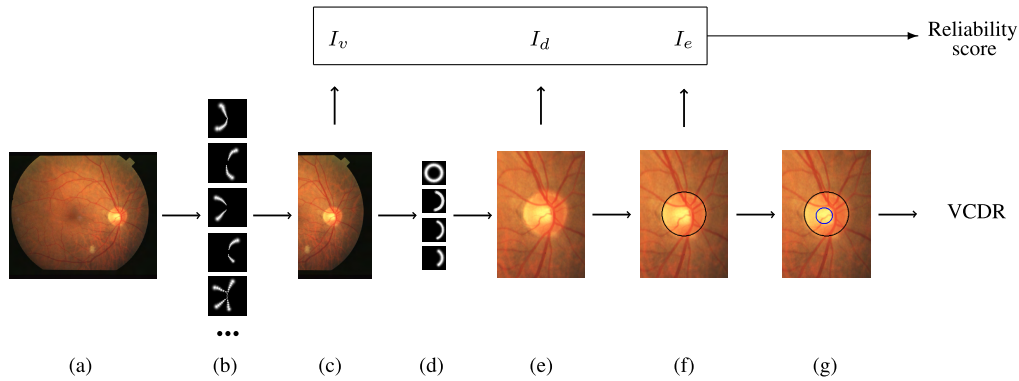 I_v I_d I_e
Reliability
score
VCDR
(a) (b) (c) (d) (e) (f) (g)